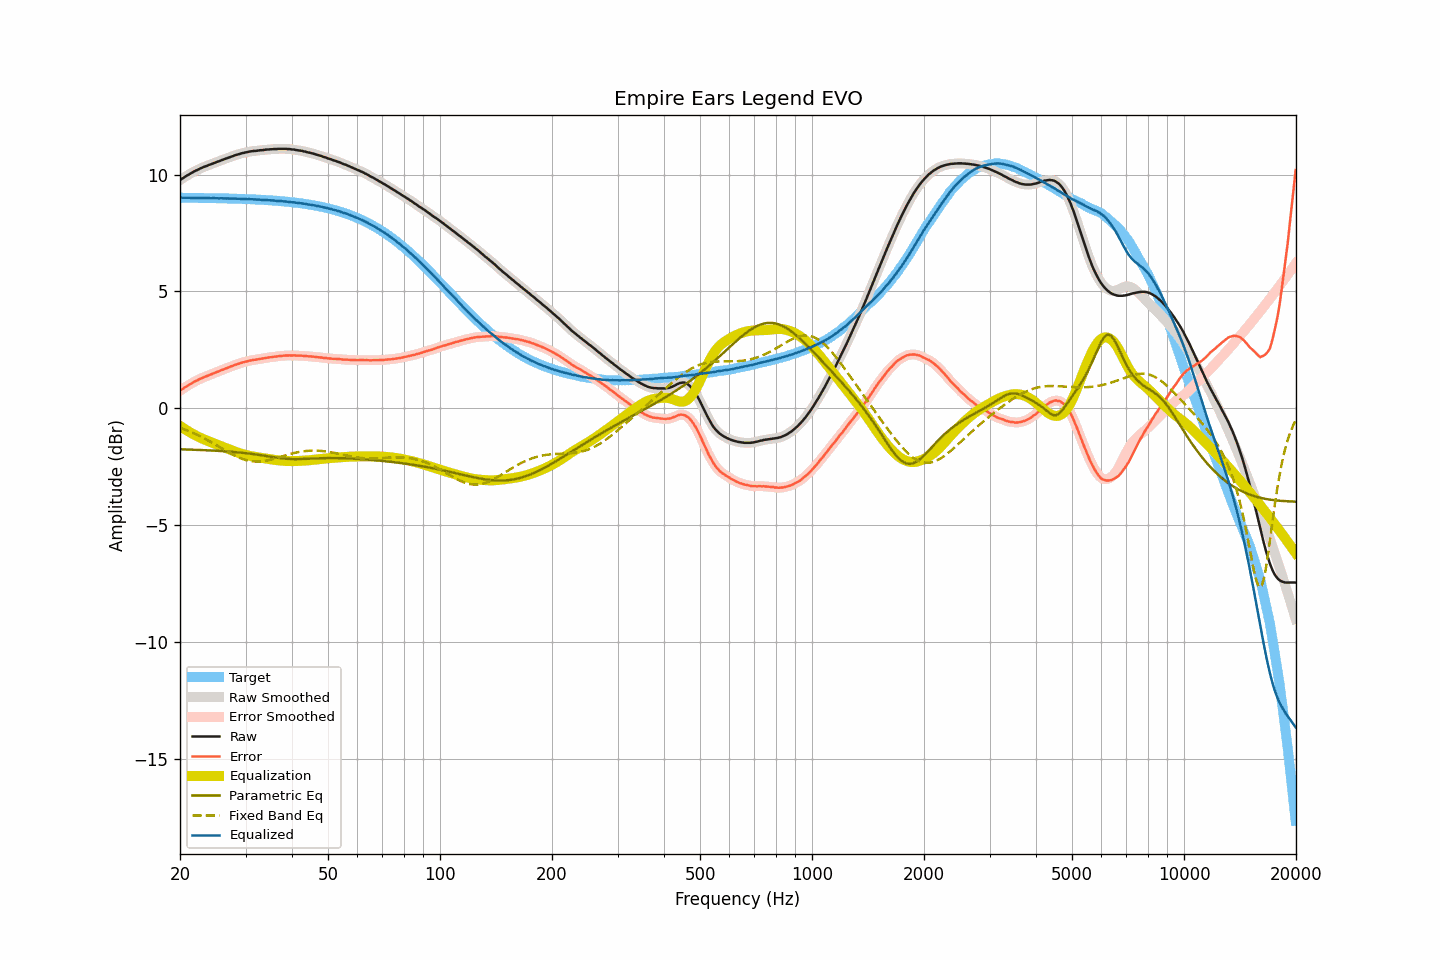 Empire Ears Legend EVO
10
5
0
−5
−10
−15
Amplitude (dBr)
Target
Raw Smoothed
Error Smoothed
Raw
Error
Equalization
Parametric Eq
Fixed Band Eq
Equalized
20 50 100 200 500 1000 2000 5000 10000 20000
Frequency (Hz)